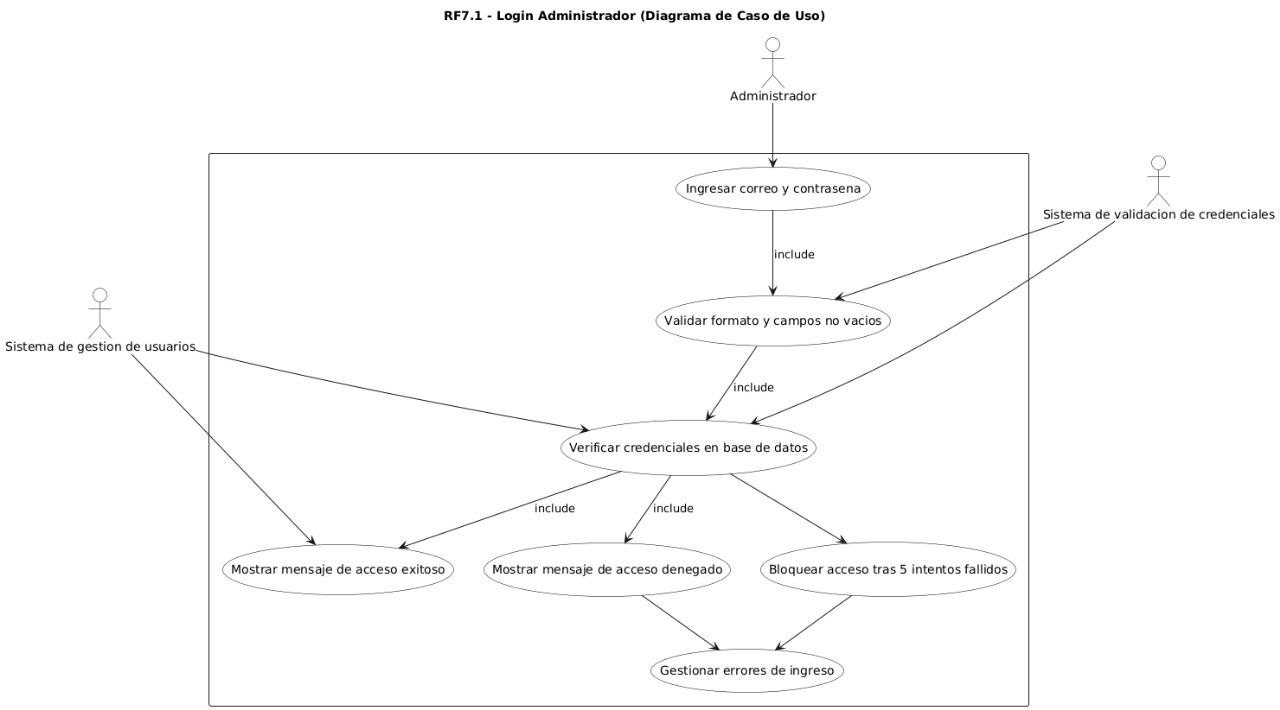 RF7.1 - Login Administrador (Diagrama de Caso de Uso)
Administrador
Ingresar correo y contrasena
Sistema de validacion de credenciales
include
Validar formato y campos no vacios
Sistema de gestion de usuarios
include
Verificar credenciales en base de datos
include
include
Mostrar mensaje de acceso exitoso
Mostrar mensaje de acceso denegado
Bloquear acceso tras 5 intentos fallidos
Gestionar errores de ingreso